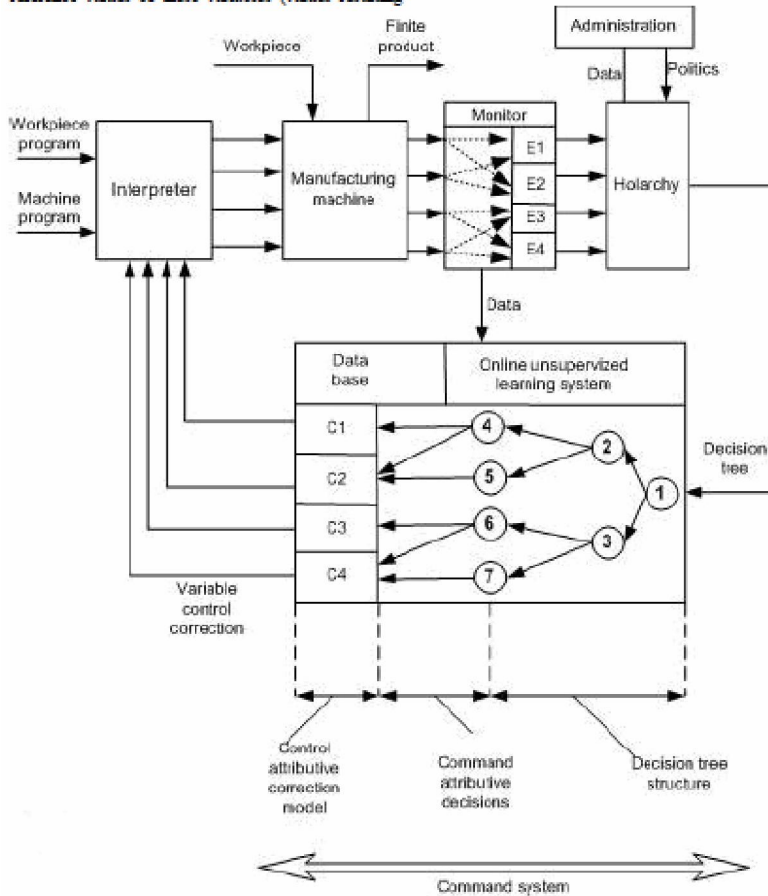 Administration
Finite
product
Workpiece
Data
Politics
Monitor
Workpiece
program
Machine
program
Interpreter
Manufacturing
machine
E1
E2
E3
E4
Holarchy
Data
Data
base
Online unsupervized
learning system
C1
C2
C3
C4
4
5
6
7
2
3
1
Decision
tree
Variable
control
correction
Control
attributive
correction
model
Command
attributive
decisions
Decision tree
structure
Command system